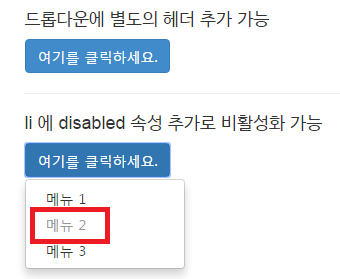 드롭다운에 별도의 헤더 추가 가능
여기를 클릭하세요.
li 에 disabled 속성 추가로 비활성화 가능
여기를 클릭하세요.
메뉴 1
메뉴 2
메뉴 3